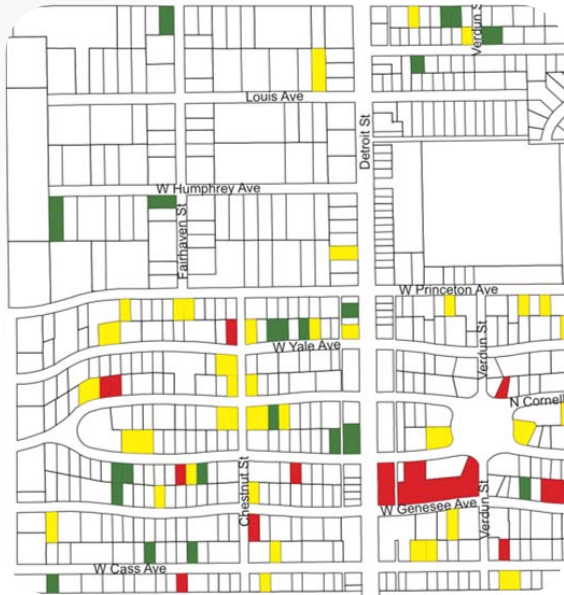 Verdun St
Louis Ave
Detroit St
W Humphrey Ave
Fairhaven St
W Princeton Ave
W Yale Ave
Verdun St
N Cornell
Chestnut St
W Genesee Ave
Verdun St
W Cass Ave